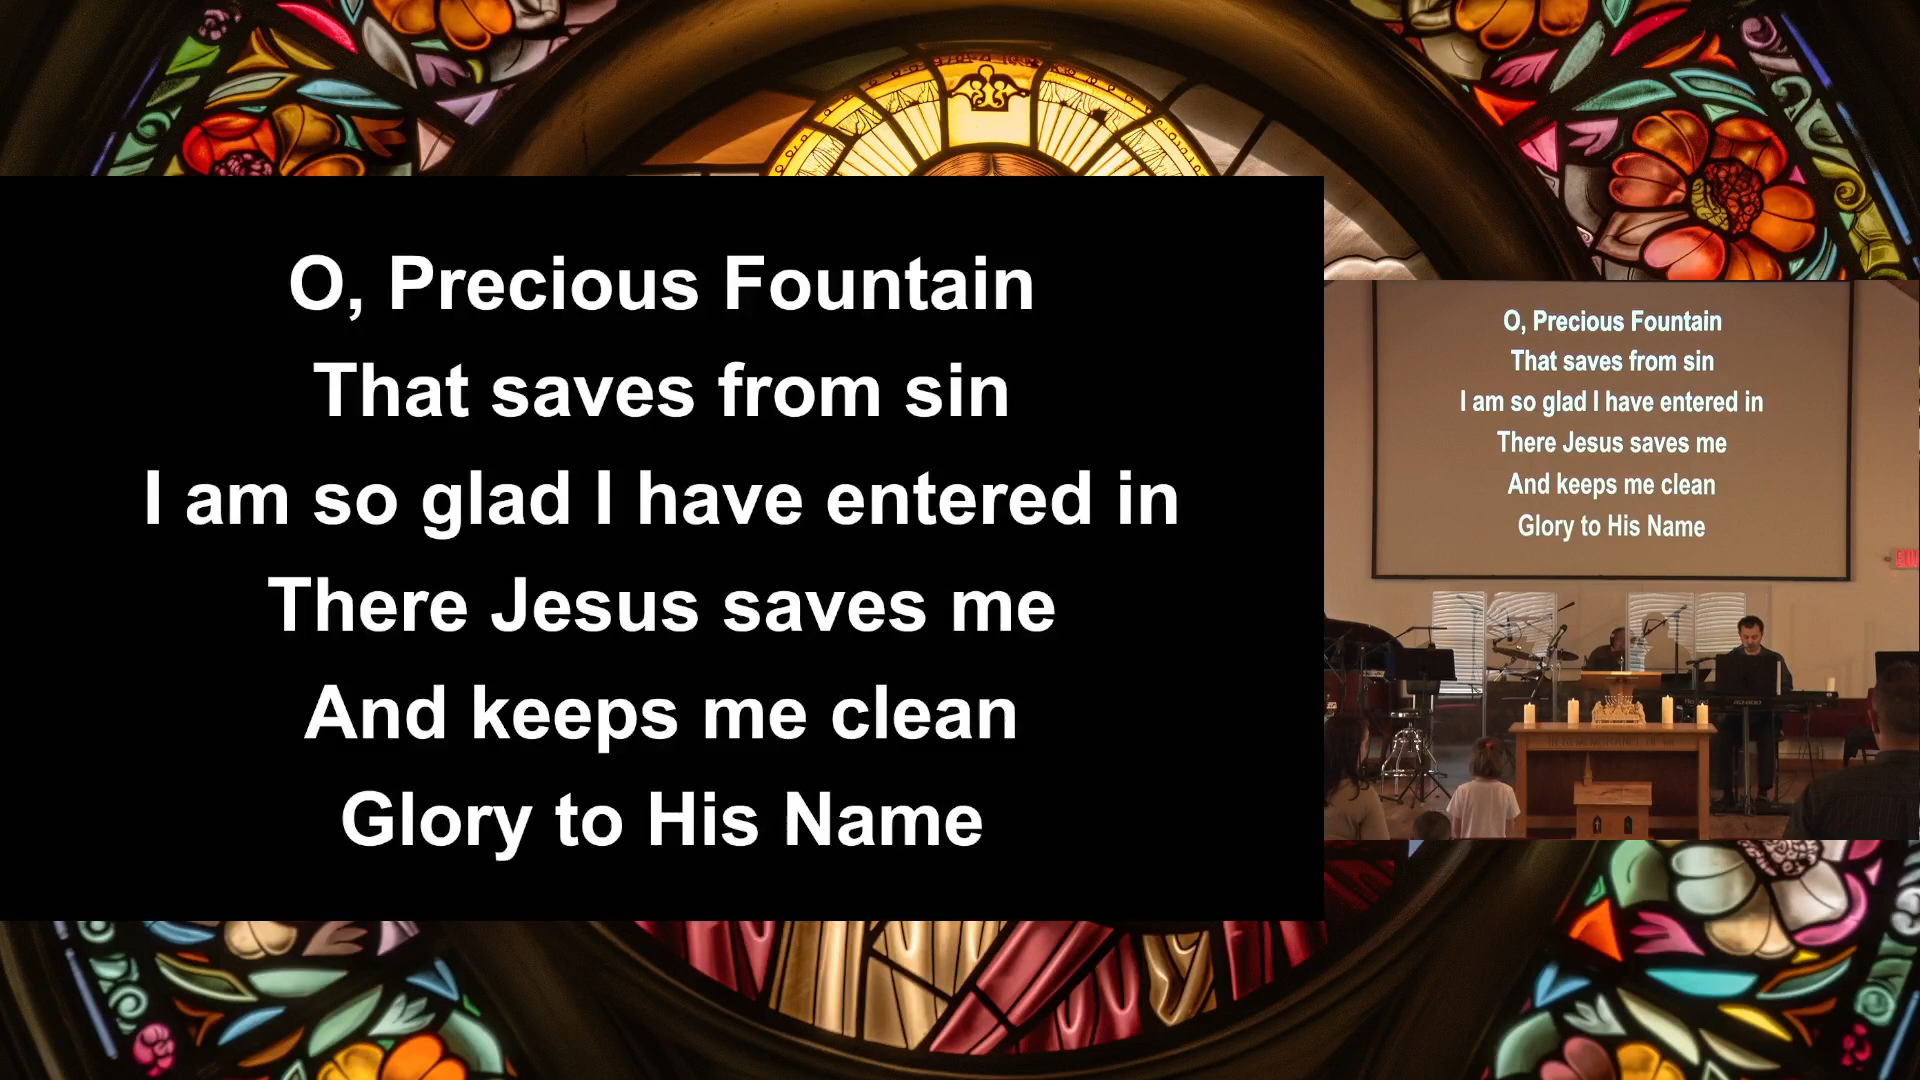 O, Precious Fountain
That saves from sin
I am so glad I have entered in
There Jesus saves me
And keeps me clean
Glory to His Name
O, Precious Fountain
That saves from sin
I am so glad I have entered in
There Jesus saves me
And keeps me clean
Glory to His Name